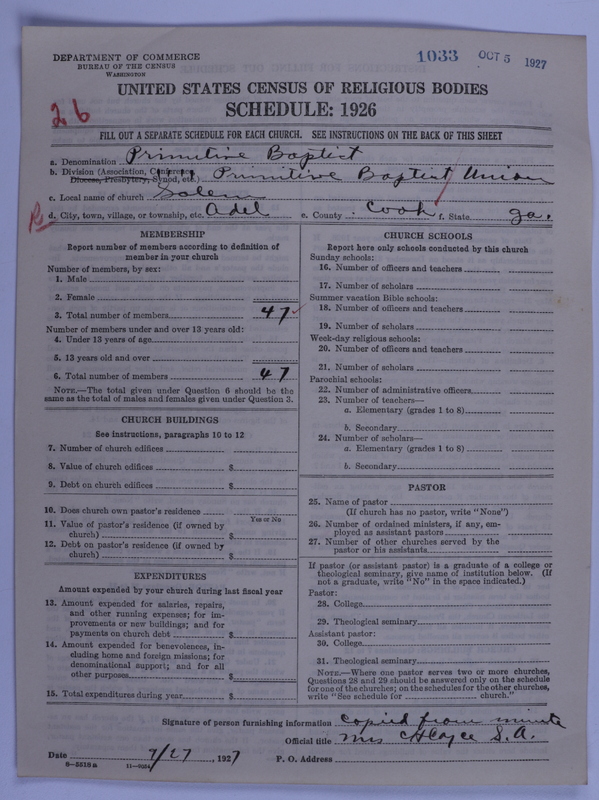 DEPARTMENT OF COMMERCE
BUREAU OF THE CENSUS
WASHINGTON
1033 OCT 5 1927
UNITED STATES CENSUS OF RELIGIOUS BODIES
SCHEDULE: 1926
26
FILL OUT A SEPARATE SCHEDULE FOR EACH CHURCH. SEE INSTRUCTIONS ON THE BACK OF THIS SHEET
a. Denomination Primitive Baptist
b. Division (Association, Conference, Diocese, Presbytery, Synod, etc.) Primitive Baptist Union
c. Local name of church Salem
d. City, town, village, or township, etc. Adel e. County Cook f. State Ga.
MEMBERSHIP
Report number of members according to definition of
member in your church
Number of members, by sex:
1. Male
2. Female
3. Total number of members 47
Number of members under and over 13 years old:
4. Under 13 years of age
5. 13 years old and over
6. Total number of members 47
NOTE.—The total given under Question 6 should be the
same as the total of males and females given under Question 3.
CHURCH BUILDINGS
See instructions, paragraphs 10 to 12
7. Number of church edifices
8. Value of church edifices $
9. Debt on church edifices $
10. Does church own pastor's residence
Yes or No
11. Value of pastor's residence (if owned by
church) $
12. Debt on pastor's residence (if owned by
church) $
EXPENDITURES
Amount expended by your church during last fiscal year
13. Amount expended for salaries, repairs,
and other running expenses; for im-
provements or new buildings; and for
payments on church debt $
14. Amount expended for benevolences, in-
cluding home and foreign missions; for
denominational support; and for all
other purposes $
15. Total expenditures during year $
CHURCH SCHOOLS
Report here only schools conducted by this church
Sunday schools:
16. Number of officers and teachers
17. Number of scholars
Summer vacation Bible schools:
18. Number of officers and teachers
19. Number of scholars
Week-day religious schools:
20. Number of officers and teachers
21. Number of scholars
Parochial schools:
22. Number of administrative officers
23. Number of teachers—
a. Elementary (grades 1 to 8)
b. Secondary
24. Number of scholars—
a. Elementary (grades 1 to 8)
b. Secondary
PASTOR
25. Name of pastor
(If church has no pastor, write "None")
26. Number of ordained ministers, if any, em-
ployed as assistant pastors
27. Number of other churches served by the
pastor or his assistants
If pastor (or assistant pastor) is a graduate of a college or
theological seminary, give name of institution below. (If
not a graduate, write "No" in the space indicated.)
Pastor:
28. College
29. Theological seminary
Assistant pastor:
30. College
31. Theological seminary
NOTE.—Where one pastor serves two or more churches,
Questions 28 and 29 should be answered only on the schedule
for one of the churches; on the schedules for the other churches,
write "See schedule for church."
Signature of person furnishing information Copied from minute
Official title Mrs S.A.
Date 9/27, 1927 P. O. Address